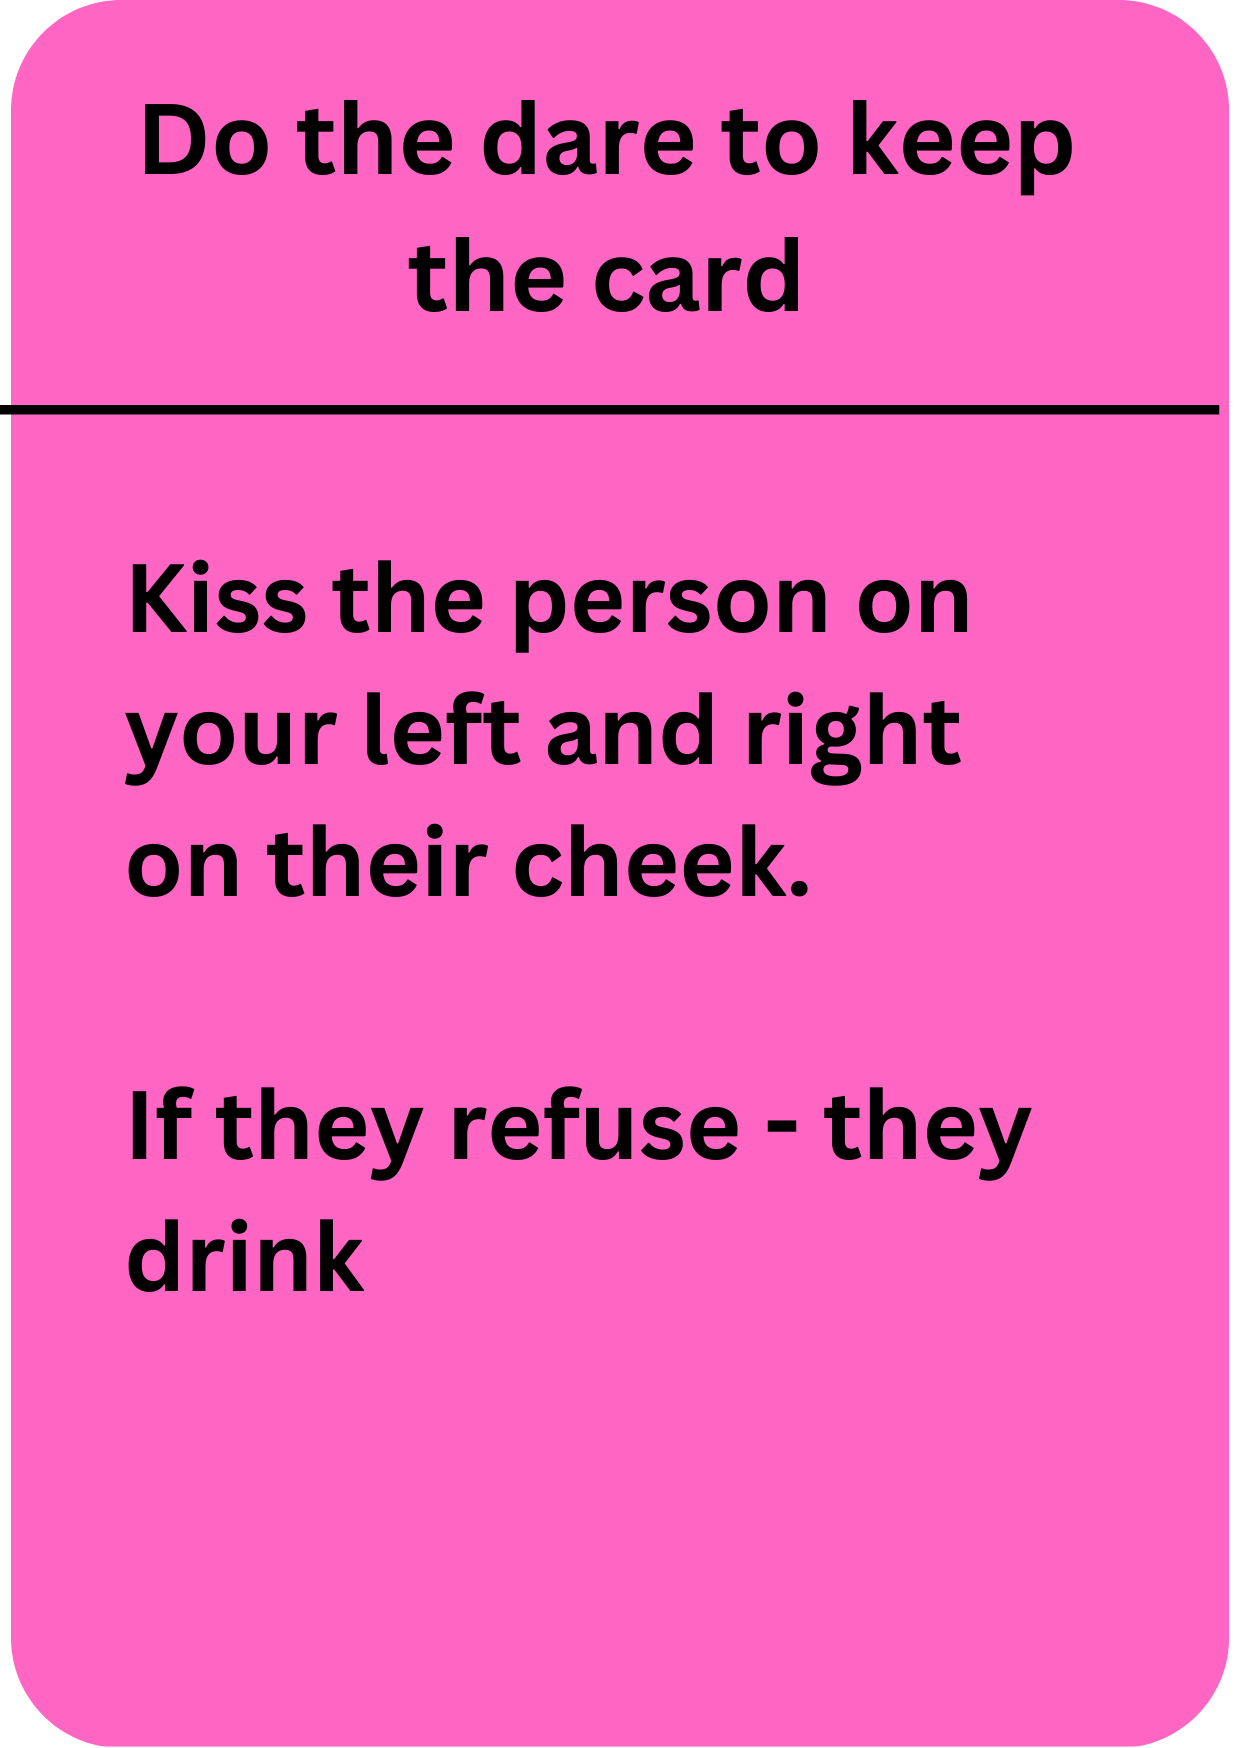 Do the dare to keep
the card
Kiss the person on
your left and right
on their cheek.
If they refuse - they
drink